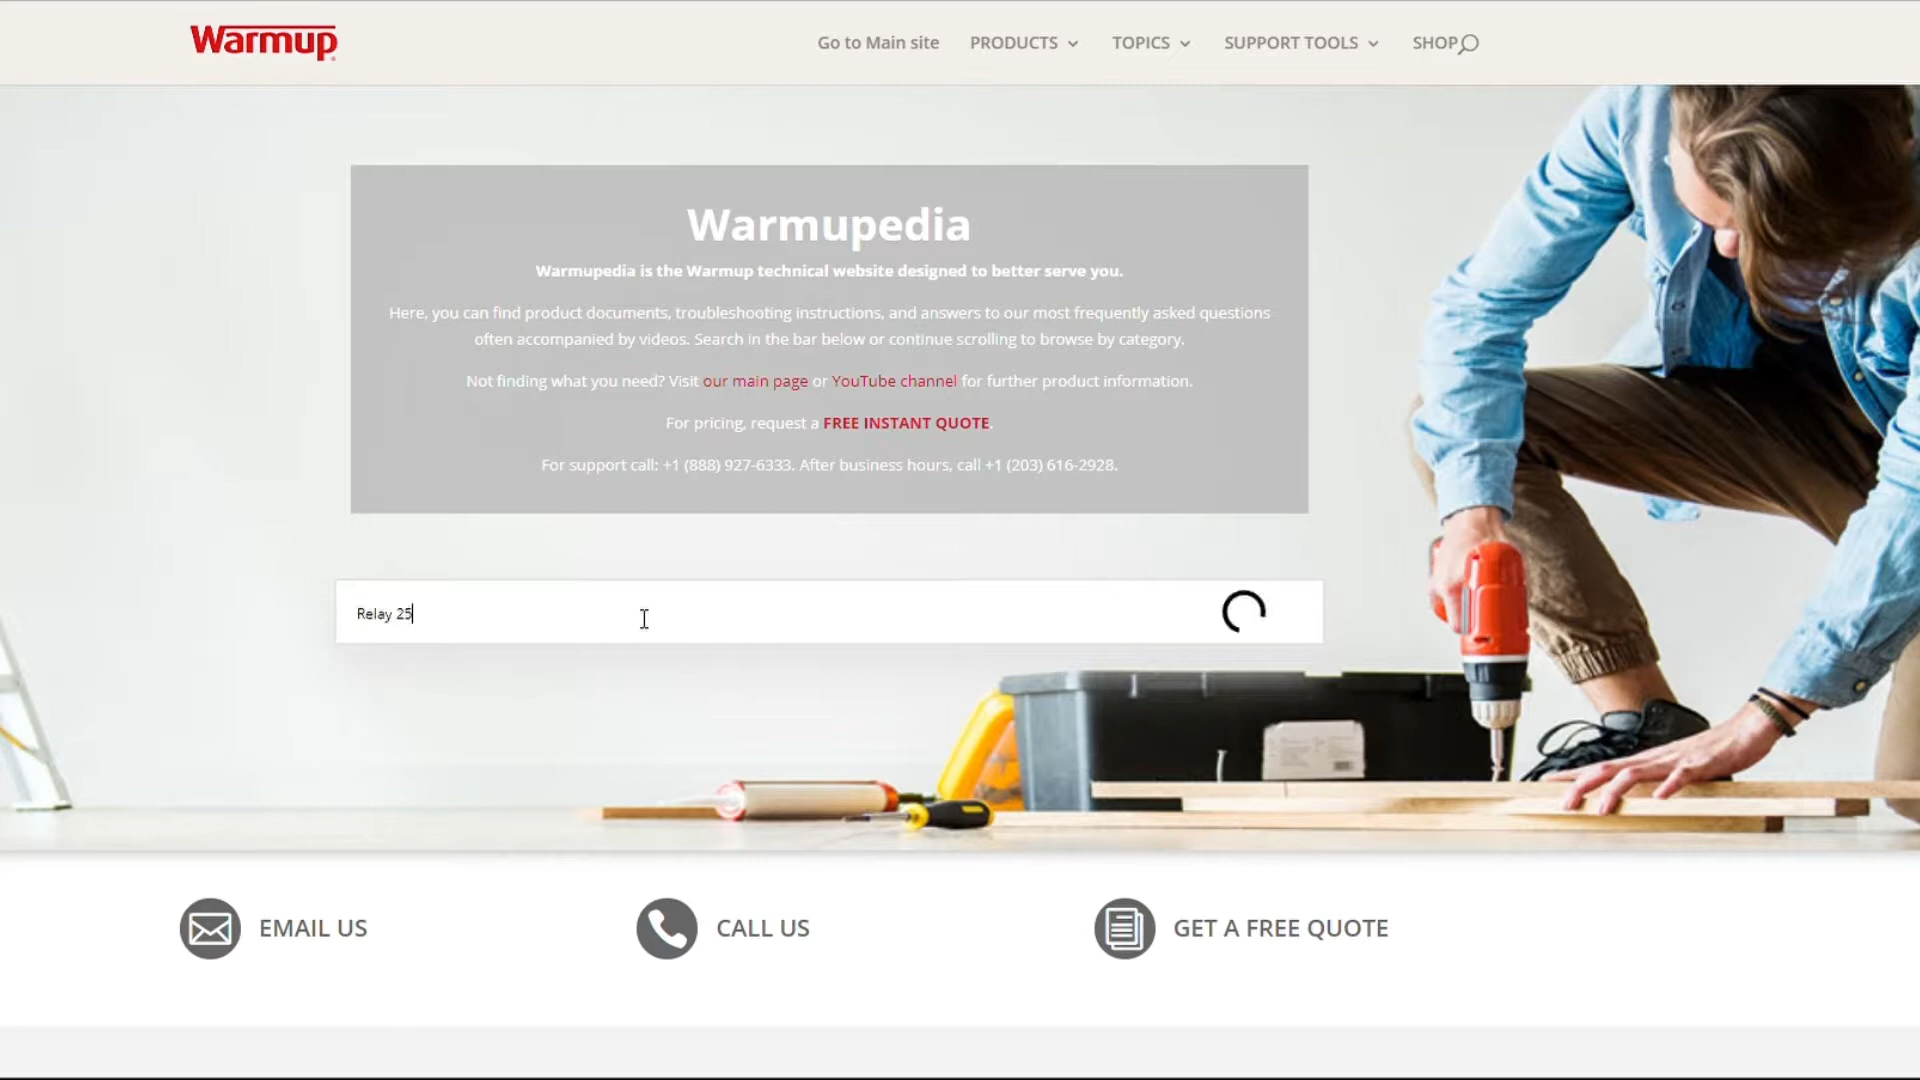 Warmup
Go to Main site PRODUCTS TOPICS SUPPORT TOOLS SHOP
Warmupedia
Warmupedia is the Warmup technical website designed to better serve you.
Here, you can find product documents, troubleshooting instructions, and answers to our most frequently asked questions
often accompanied by videos. Search in the bar below or continue scrolling to browse by category.
Not finding what you need? Visit our main page or YouTube channel for further product information.
For pricing, request a FREE INSTANT QUOTE.
For support call: +1 (888) 927-6333. After business hours, call +1 (203) 616-2928.
Relay 25
EMAIL US CALL US GET A FREE QUOTE